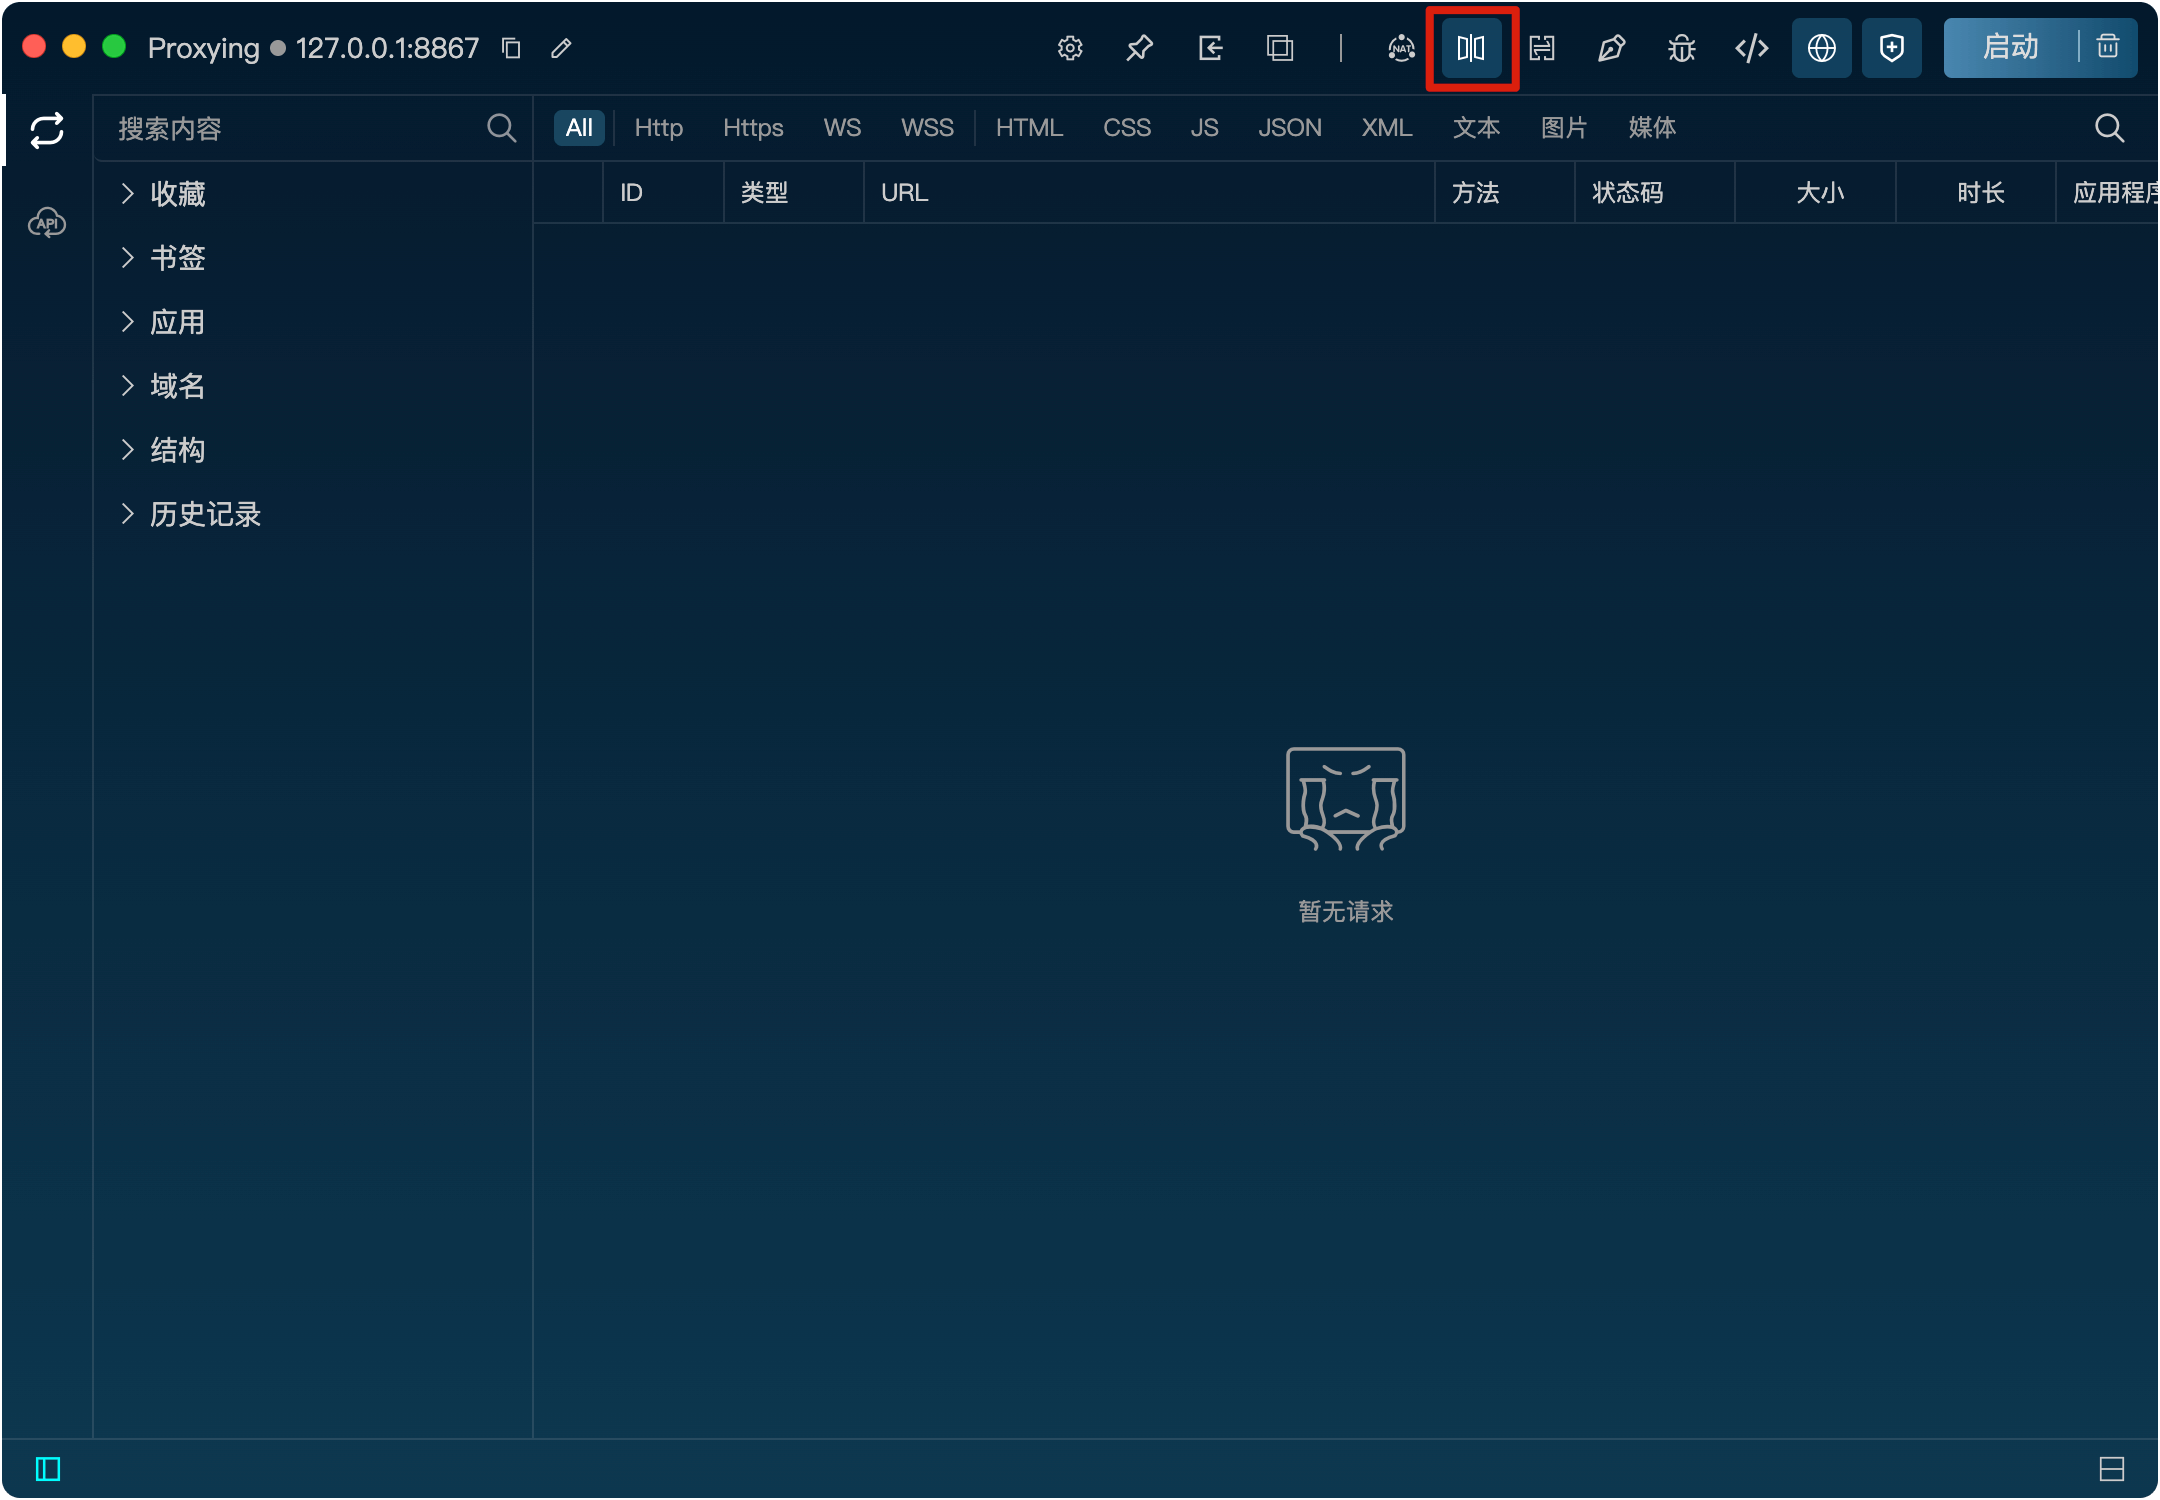 Proxying 127.0.0.1:8867
NAT
启动
搜索内容
All Http Https WS WSS HTML CSS JS JSON XML 文本 图片 媒体
ID 类型 URL 方法 状态码 大小 时长 应用程序
API
收藏
书签
应用
域名
结构
历史记录
暂无请求